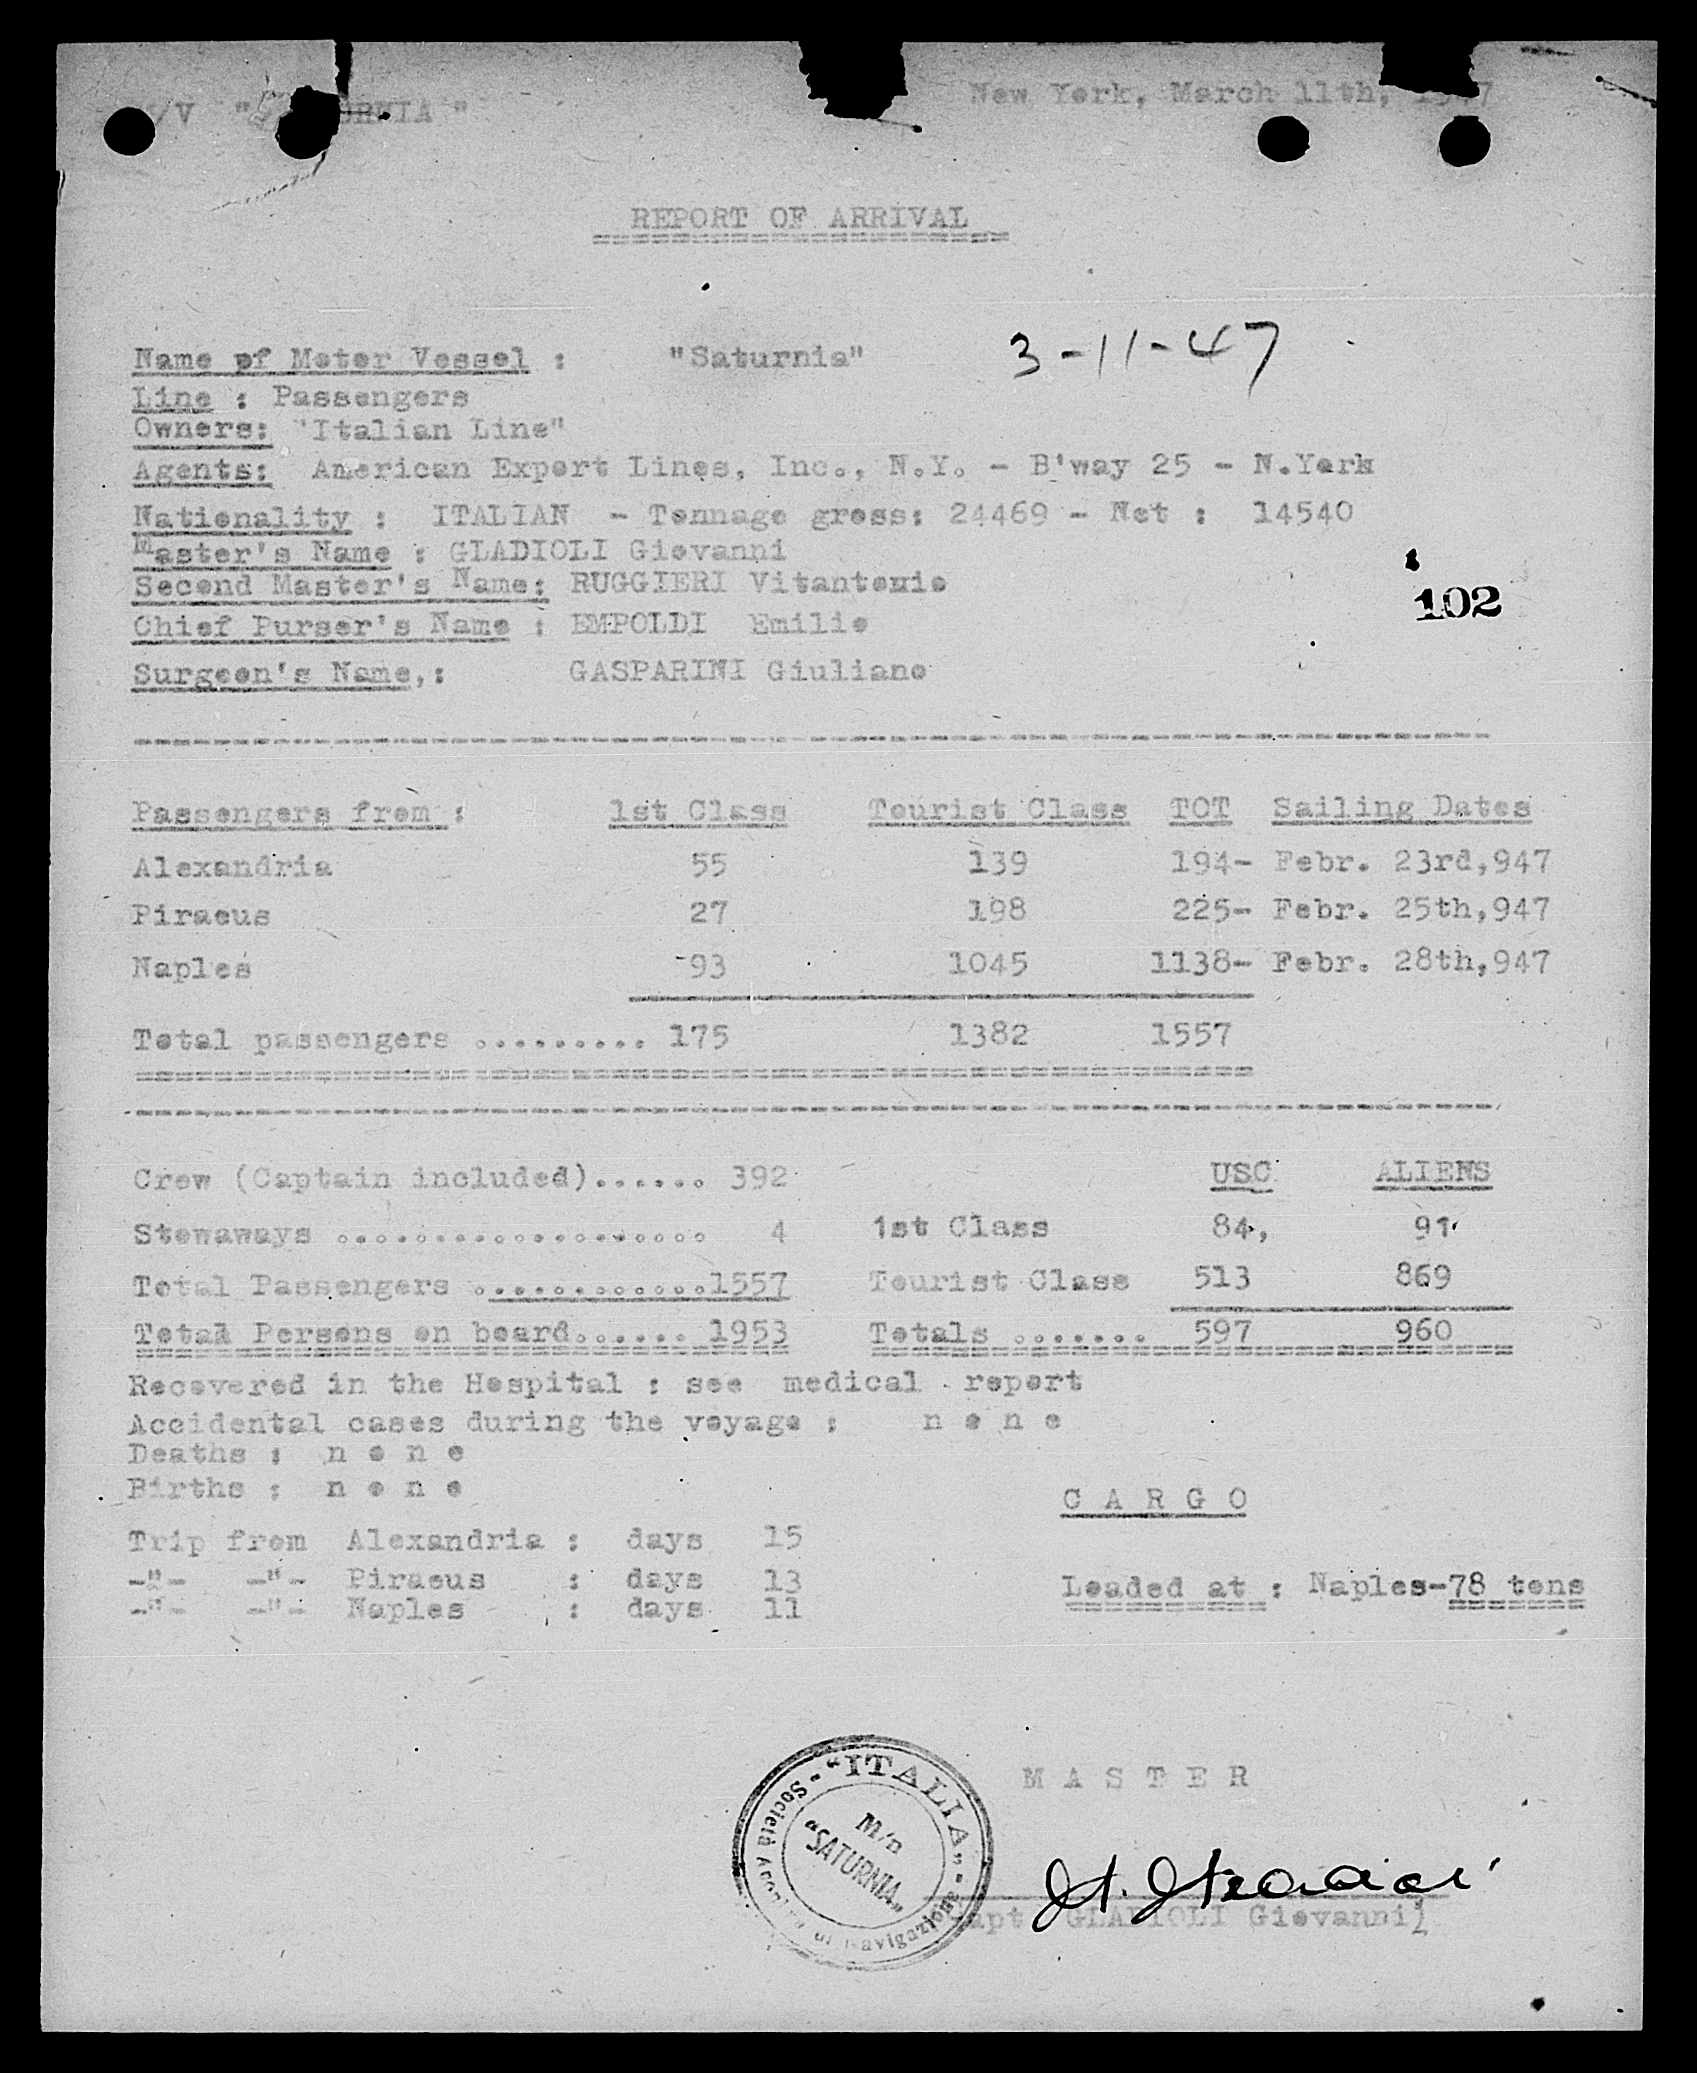 /V " ORNIA "
New York, March 11th, 1947
REPORT OF ARRIVAL
3-11-47
Name of Moter Vessel : "Saturnia"
Line : Passengers
Owners: "Italian Line"
Agents: American Export Lines, Inc., N.Y. - B'way 25 - N.York
Nationality : ITALIAN - Tonnage gross: 24469 - Net : 14540
Master's Name : GLADIOLI Giovanni
Second Master's Name: RUGGIERI Vitantonio
102
Chief Purser's Name : EMPOLDI Emilio
Surgeon's Name,: GASPARINI Giuliano
Passengers from : 1st Class Tourist Class TOT Sailing Dates
Alexandria 55 139 194- Febr. 23rd,947
Piraeus 27 198 225- Febr. 25th,947
Naples 93 1045 1138- Febr. 28th,947
Total passengers .......... 175 1382 1557
Crew (Captain included)...... 392 USC ALIENS
Stowaways ................... 4 1st Class 84, 91
Total Passengers ............1557 Tourist Class 513 869
Total Persons on board...... 1953 Totals ....... 597 960
Recovered in the Hospital : see medical report
Accidental cases during the voyage : n o n e
Deaths : n o n e
Births : n o n e
C A R G O
Trip from Alexandria : days 15
-"- -"- Piraeus : days 13
Loaded at : Naples-78 tons
-"- -"- Naples : days 11
M A S T E R
"ITALIA" - Società di Navigazione
M/n
"SATURNIA"
Capt GLADIOLI Giovanni)